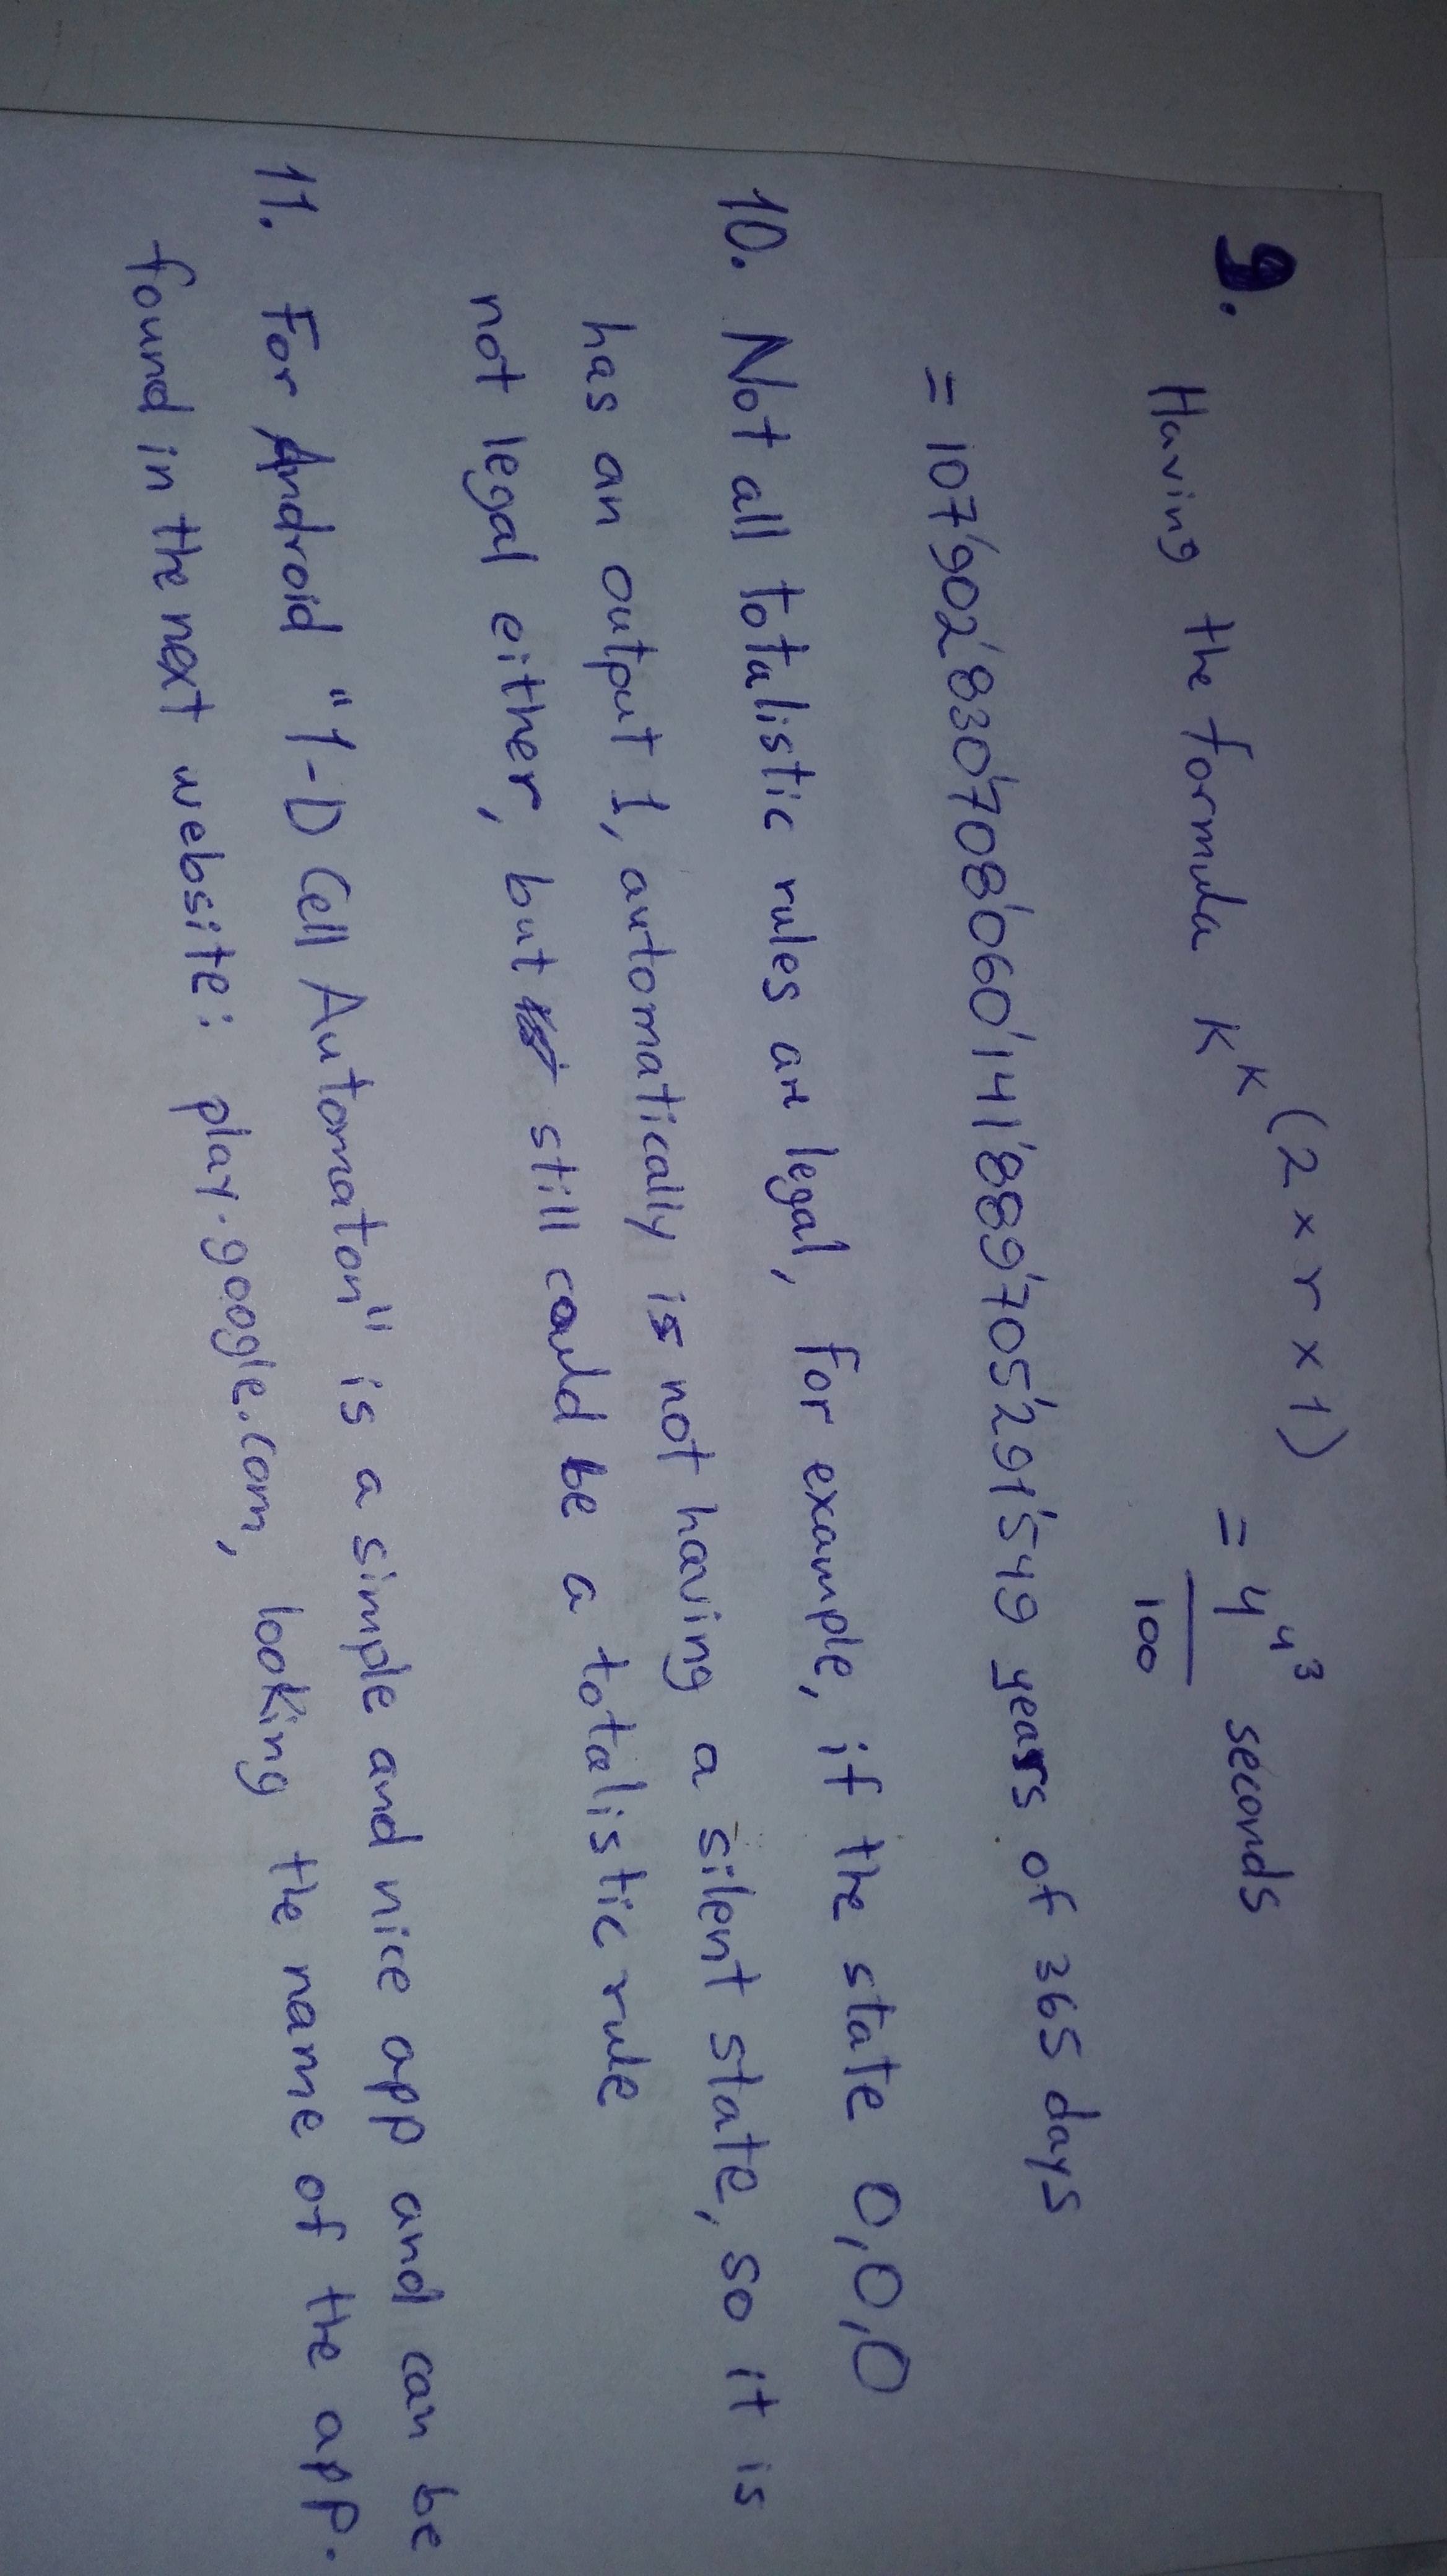 9. Having the formula K^K^(2 × r × 1) = 4^4^3 / 100 seconds
= 107'902'830'708'060'141'889'705'291'549 years of 365 days
10. Not all totalistic rules are legal, For example, if the state 0,0,0
has an output 1, automatically is not having a silent state, so it is
not legal either, but still could be a totalistic rule
11. For Android "1-D Cell Automaton" is a simple and nice app and can be
found in the next website: play.google.com, looking the name of the app.